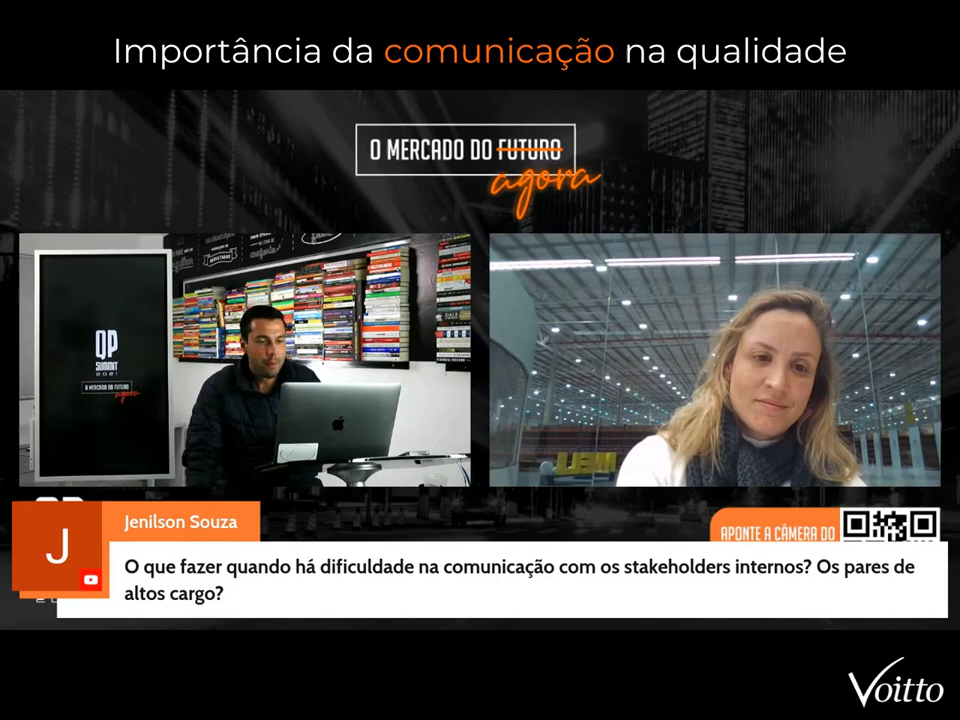 Importância da comunicação na qualidade
O MERCADO DO FUTURO
agora
QP
SUMMIT
2021
O MERCADO DO FUTURO
agora
J
Jenilson Souza
APONTE A CÂMERA DO
O que fazer quando há dificuldade na comunicação com os stakeholders internos? Os pares de
altos cargo?
Voitto